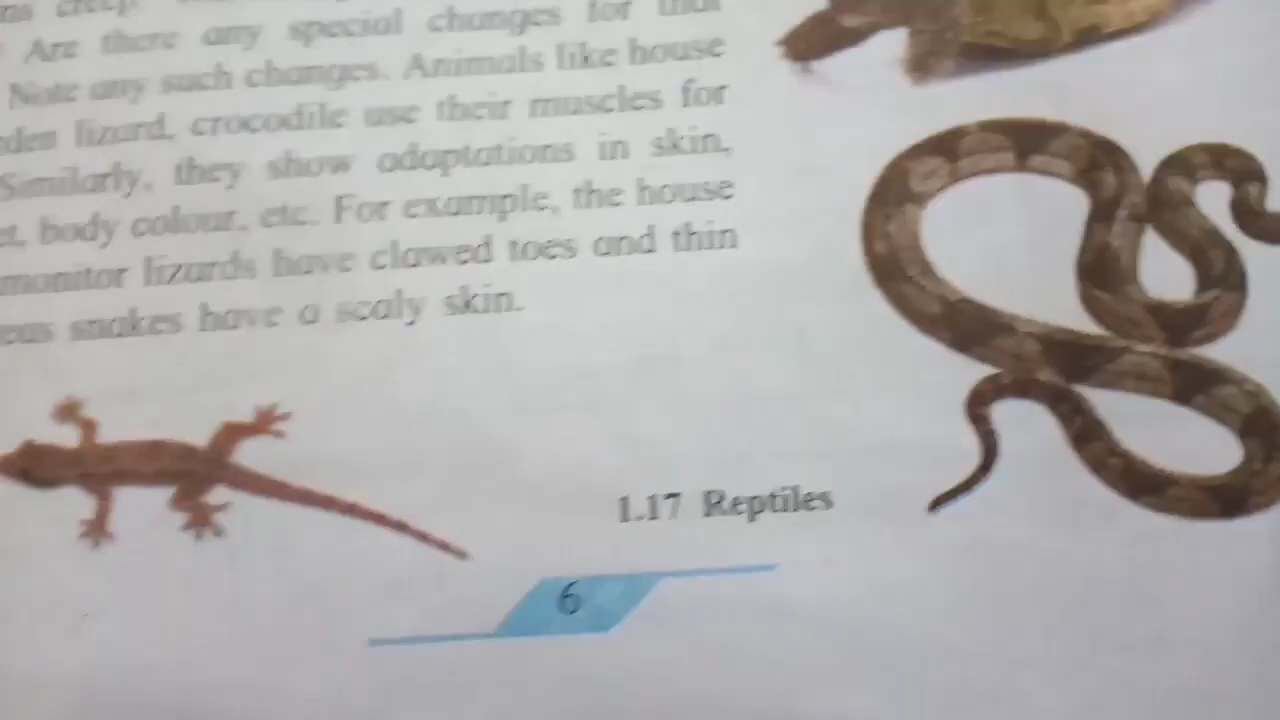 creep.
Are there any special changes for that
Note any such changes. Animals like house
lizard, crocodile use their muscles for
Similarly, they show adaptations in skin,
body colour, etc. For example, the house
monitor lizards have clawed toes and thin
snakes have a scaly skin.
1.17 Reptiles
6